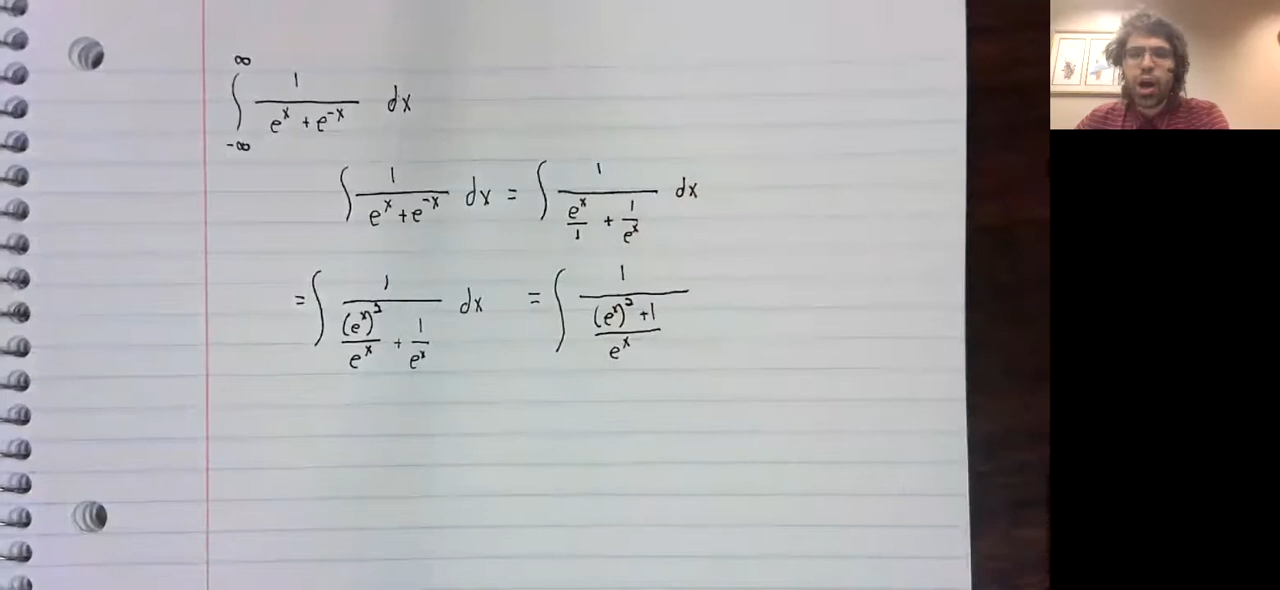 ∫_{-∞}^{∞} 1/(e^x + e^{-x}) dx
∫ 1/(e^x + e^{-x}) dx = ∫ 1/(e^x/1 + 1/e^x) dx
= ∫ 1/((e^x)^2/e^x + 1/e^x) dx = ∫ 1/(((e^x)^2 + 1)/e^x)